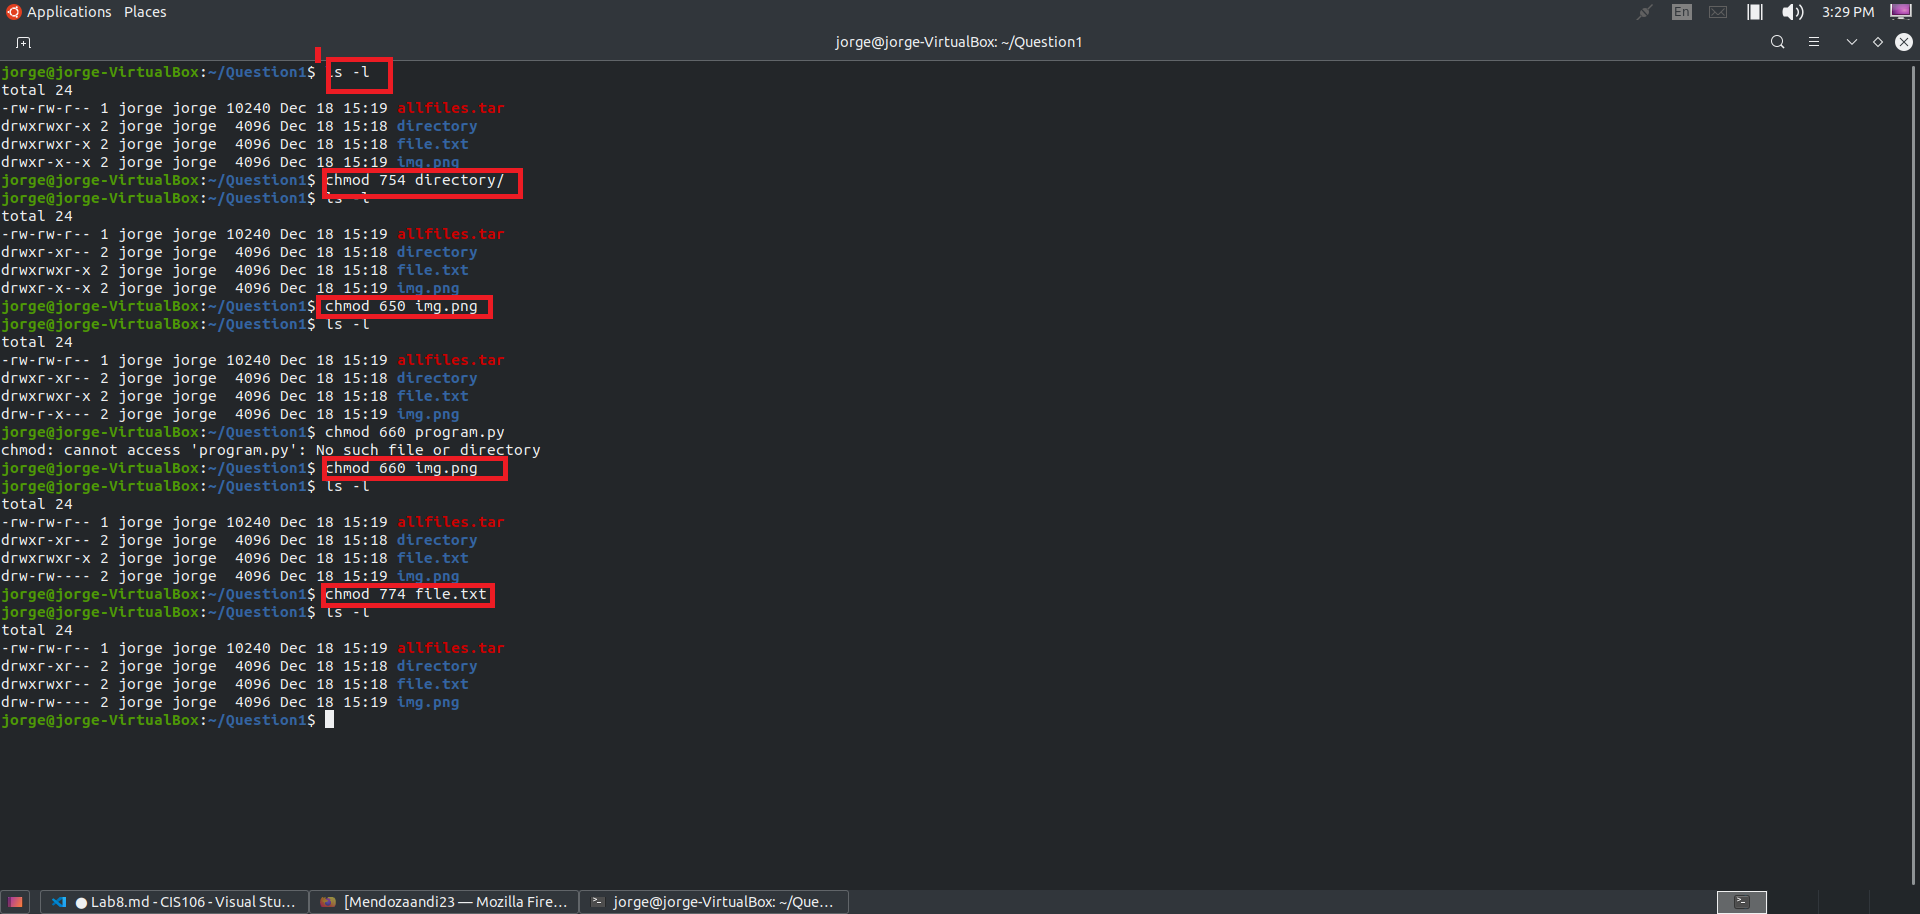 Applications Places
En 3:29 PM
jorge@jorge-VirtualBox: ~/Question1
jorge@jorge-VirtualBox:~/Question1$ ls -l
total 24
-rw-rw-r-- 1 jorge jorge 10240 Dec 18 15:19 allfiles.tar
drwxrwxr-x 2 jorge jorge  4096 Dec 18 15:18 directory
drwxrwxr-x 2 jorge jorge  4096 Dec 18 15:18 file.txt
drwxr-x--x 2 jorge jorge  4096 Dec 18 15:19 img.png
jorge@jorge-VirtualBox:~/Question1$ chmod 754 directory/
jorge@jorge-VirtualBox:~/Question1$ ls -l
total 24
-rw-rw-r-- 1 jorge jorge 10240 Dec 18 15:19 allfiles.tar
drwxr-xr-- 2 jorge jorge  4096 Dec 18 15:18 directory
drwxrwxr-x 2 jorge jorge  4096 Dec 18 15:18 file.txt
drwxr-x--x 2 jorge jorge  4096 Dec 18 15:19 img.png
jorge@jorge-VirtualBox:~/Question1$ chmod 650 img.png
jorge@jorge-VirtualBox:~/Question1$ ls -l
total 24
-rw-rw-r-- 1 jorge jorge 10240 Dec 18 15:19 allfiles.tar
drwxr-xr-- 2 jorge jorge  4096 Dec 18 15:18 directory
drwxrwxr-x 2 jorge jorge  4096 Dec 18 15:18 file.txt
drw-r-x--- 2 jorge jorge  4096 Dec 18 15:19 img.png
jorge@jorge-VirtualBox:~/Question1$ chmod 660 program.py
chmod: cannot access 'program.py': No such file or directory
jorge@jorge-VirtualBox:~/Question1$ chmod 660 img.png
jorge@jorge-VirtualBox:~/Question1$ ls -l
total 24
-rw-rw-r-- 1 jorge jorge 10240 Dec 18 15:19 allfiles.tar
drwxr-xr-- 2 jorge jorge  4096 Dec 18 15:18 directory
drwxrwxr-x 2 jorge jorge  4096 Dec 18 15:18 file.txt
drw-rw---- 2 jorge jorge  4096 Dec 18 15:19 img.png
jorge@jorge-VirtualBox:~/Question1$ chmod 774 file.txt
jorge@jorge-VirtualBox:~/Question1$ ls -l
total 24
-rw-rw-r-- 1 jorge jorge 10240 Dec 18 15:19 allfiles.tar
drwxr-xr-- 2 jorge jorge  4096 Dec 18 15:18 directory
drwxrwxr-- 2 jorge jorge  4096 Dec 18 15:18 file.txt
drw-rw---- 2 jorge jorge  4096 Dec 18 15:19 img.png
jorge@jorge-VirtualBox:~/Question1$
● Lab8.md - CIS106 - Visual Stu... [Mendozaandi23 — Mozilla Fire... jorge@jorge-VirtualBox: ~/Que...